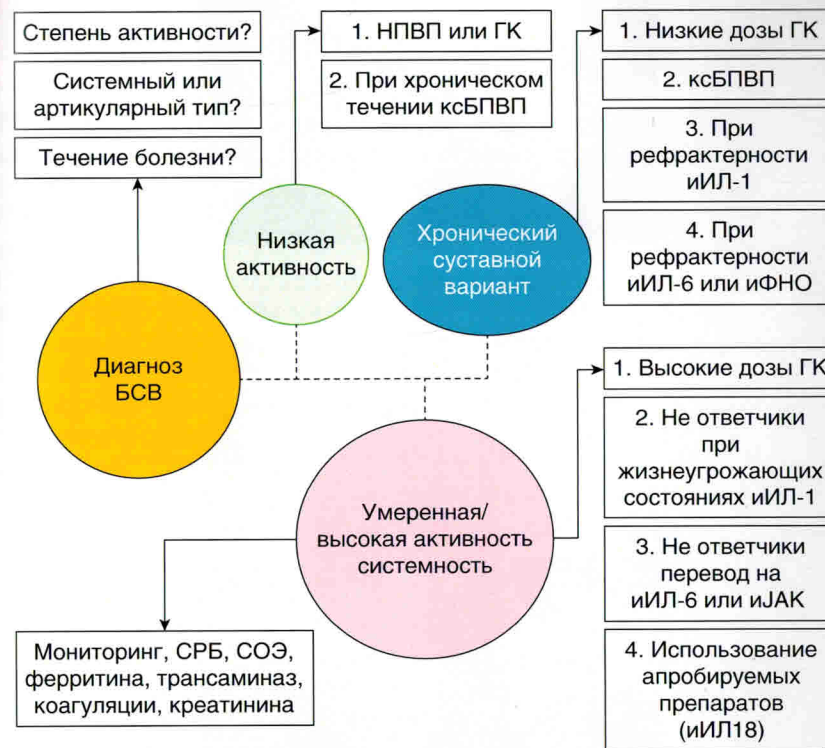 Степень активности?
Системный или
артикулярный тип?
Течение болезни?
Диагноз
БСВ
1. НПВП или ГК
2. При хроническом
течении ксБПВП
Низкая
активность
Хронический
суставной
вариант
1. Низкие дозы ГК
2. ксБПВП
3. При
рефрактерности
иИЛ-1
4. При
рефрактерности
иИЛ-6 или иФНО
Умеренная/
высокая активность
системность
Мониторинг, СРБ, СОЭ,
ферритина, трансаминаз,
коагуляции, креатинина
1. Высокие дозы ГК
2. Не ответчики
при
жизнеугрожающих
состояниях иИЛ-1
3. Не ответчики
перевод на
иИЛ-6 или иJAK
4. Использование
апробируемых
препаратов
(иИЛ18)